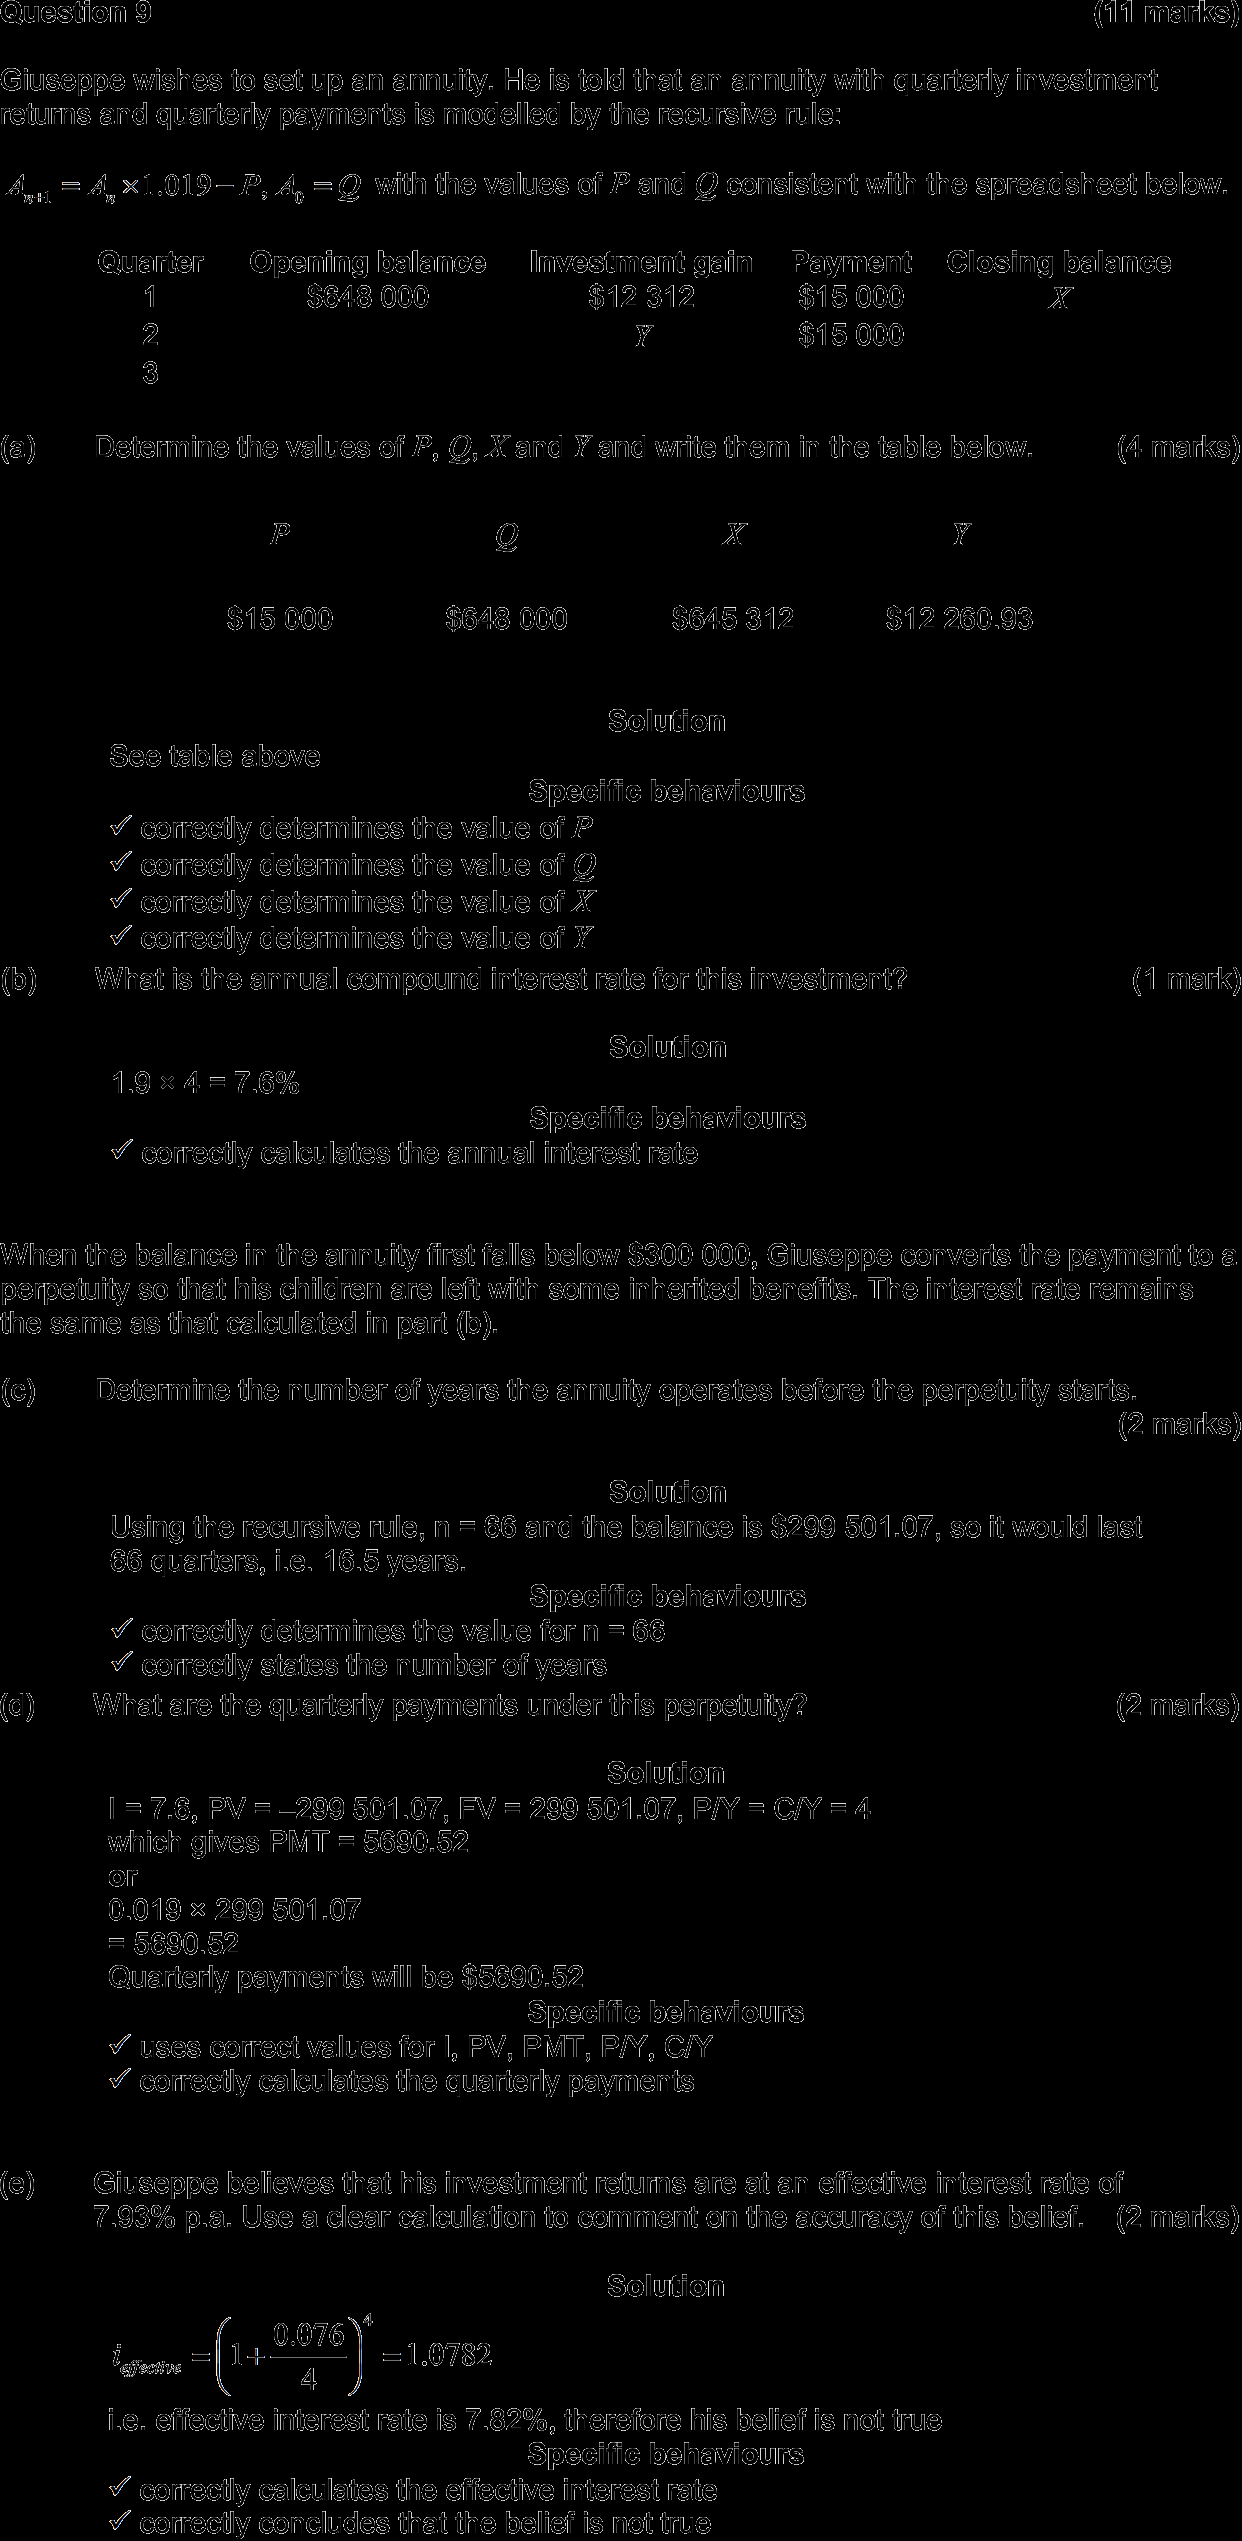 Question 9 (11 marks)
Giuseppe wishes to set up an annuity. He is told that an annuity with quarterly investment
returns and quarterly payments is modelled by the recursive rule:
Aₙ₊₁ = Aₙ ×1.019 – P, A₀ = Q with the values of P and Q consistent with the spreadsheet below.
Quarter Opening balance Investment gain Payment Closing balance
1 $648 000 $12 312 $15 000 X
2 Y $15 000
3
(a) Determine the values of P, Q, X and Y and write them in the table below. (4 marks)
P Q X Y
$15 000 $648 000 $645 312 $12 260.93
Solution
See table above
Specific behaviours
✓ correctly determines the value of P
✓ correctly determines the value of Q
✓ correctly determines the value of X
✓ correctly determines the value of Y
(b) What is the annual compound interest rate for this investment? (1 mark)
Solution
1.9 × 4 = 7.6%
Specific behaviours
✓ correctly calculates the annual interest rate
When the balance in the annuity first falls below $300 000, Giuseppe converts the payment to a
perpetuity so that his children are left with some inherited benefits. The interest rate remains
the same as that calculated in part (b).
(c) Determine the number of years the annuity operates before the perpetuity starts.
(2 marks)
Solution
Using the recursive rule, n = 66 and the balance is $299 501.07, so it would last
66 quarters, i.e. 16.5 years.
Specific behaviours
✓ correctly determines the value for n = 66
✓ correctly states the number of years
(d) What are the quarterly payments under this perpetuity? (2 marks)
Solution
I = 7.6, PV = –299 501.07, FV = 299 501.07, P/Y = C/Y = 4
which gives PMT = 5690.52
or
0.019 × 299 501.07
= 5690.52
Quarterly payments will be $5690.52
Specific behaviours
✓ uses correct values for I, PV, PMT, P/Y, C/Y
✓ correctly calculates the quarterly payments
(e) Giuseppe believes that his investment returns are at an effective interest rate of
7.93% p.a. Use a clear calculation to comment on the accuracy of this belief. (2 marks)
Solution
i effective = (1+ 0.076/4)⁴ = 1.0782
i.e. effective interest rate is 7.82%, therefore his belief is not true
Specific behaviours
✓ correctly calculates the effective interest rate
✓ correctly concludes that the belief is not true